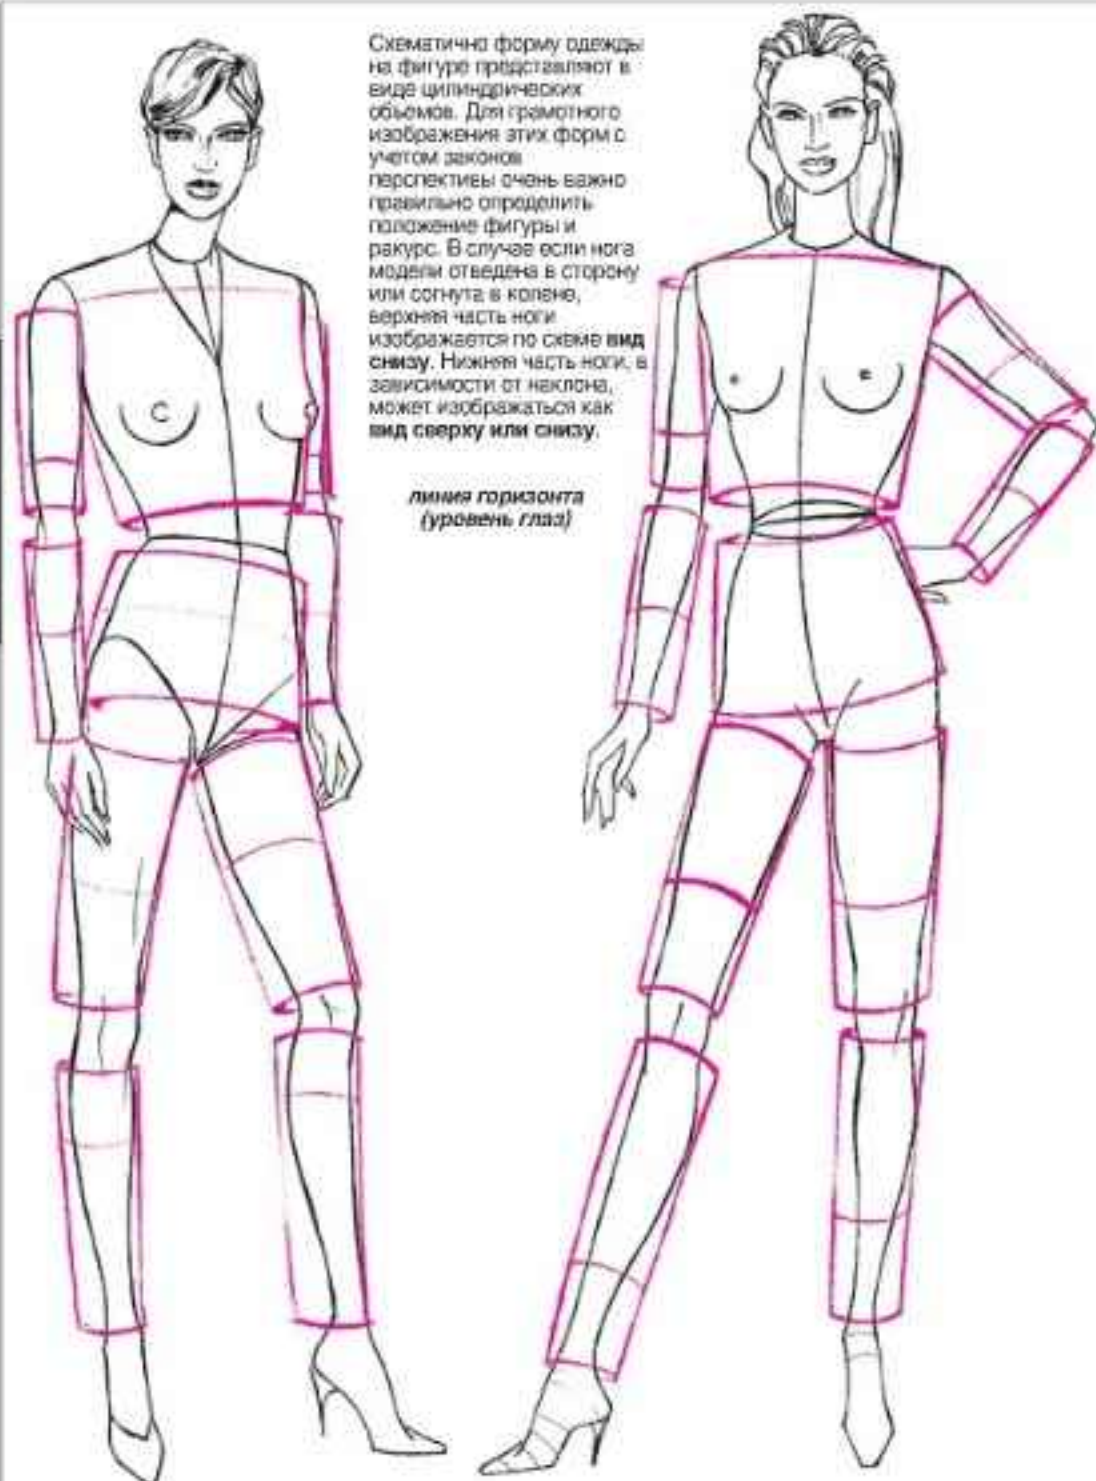 Схематично форму одежды
на фигуре представляют в
виде цилиндрических
объемов. Для грамотного
изображения этих форм с
учетом законов
перспективы очень важно
правильно определить
положение фигуры и
ракурс. В случае если нога
модели отведена в сторону
или согнута в колене,
верхняя часть ноги
изображается по схеме вид
снизу. Нижняя часть ноги, в
зависимости от наклона,
может изображаться как
вид сверху или снизу.
линия горизонта
(уровень глаз)